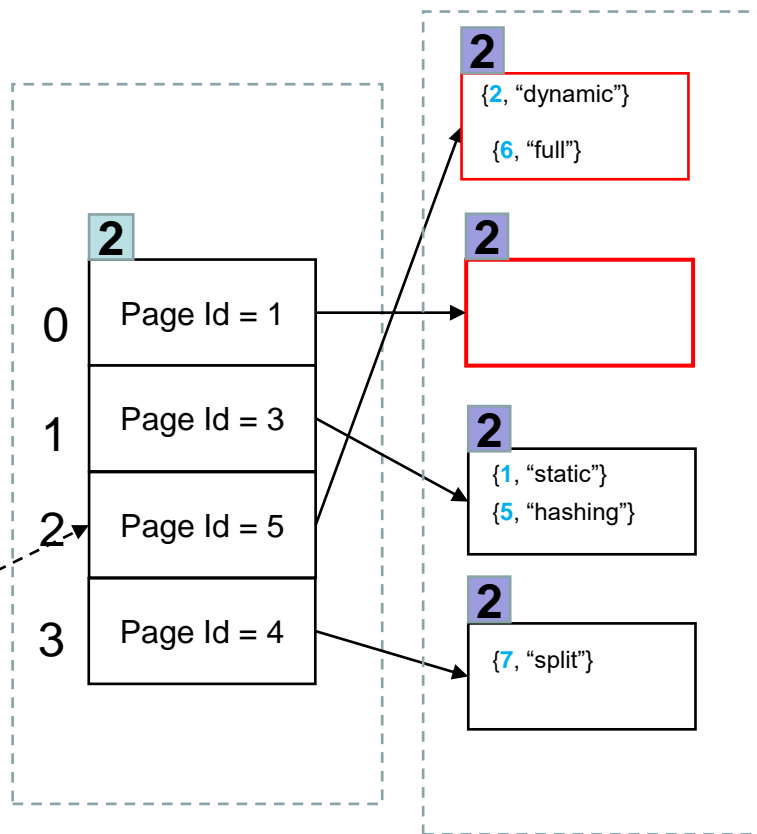 2
0
Page Id = 1
1
Page Id = 3
2
Page Id = 5
3
Page Id = 4
2
{2, “dynamic”}
{6, “full”}
2
2
{1, “static”}
{5, “hashing”}
2
{7, “split”}